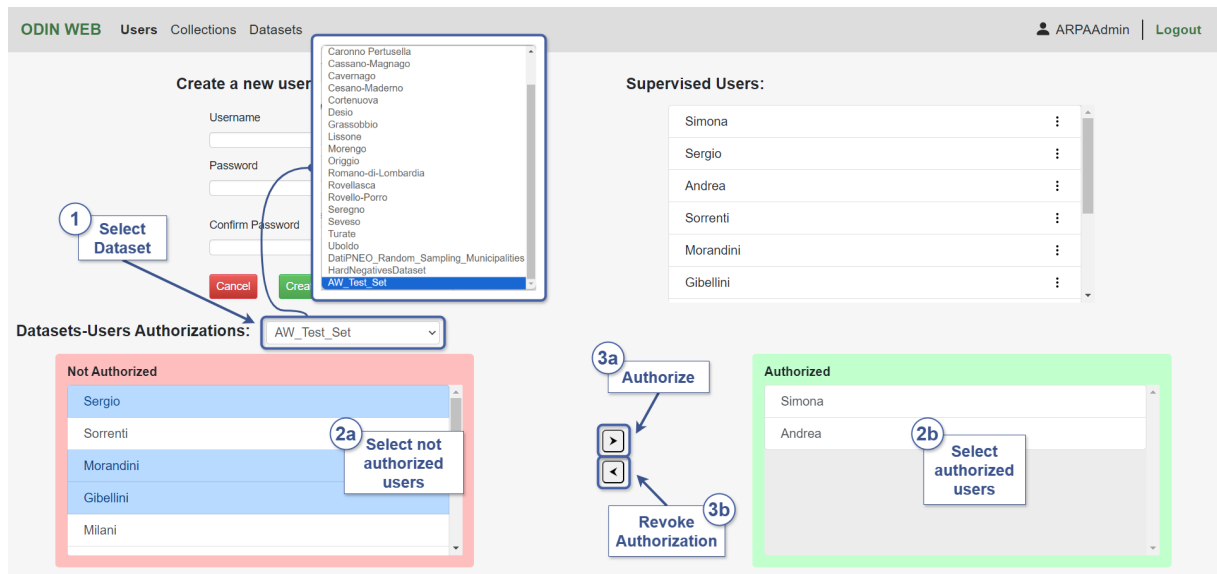 ODIN WEB Users Collections Datasets ARPAAdmin Logout
Create a new user
Username
Password
Confirm Password
Cancel
Caronno Pertusella
Cassano-Magnago
Cavernago
Cesano-Maderno
Cortenuova
Desio
Grassobbio
Lissone
Morengo
Origgio
Romano-di-Lombardia
Rovellasca
Rovello-Porro
Seregno
Seveso
Turate
Uboldo
DatiPNEO_Random_Sampling_Municipalities
HardNegativesDataset
AW_Test_Set
Supervised Users:
Simona
Sergio
Andrea
Sorrenti
Morandini
Gibellini
1
Select
Dataset
Datasets-Users Authorizations: AW_Test_Set
Not Authorized
Sergio
Sorrenti
Morandini
Gibellini
Milani
2a
Select not
authorized
users
3a
Authorize
3b
Revoke
Authorization
Authorized
Simona
Andrea
2b
Select
authorized
users